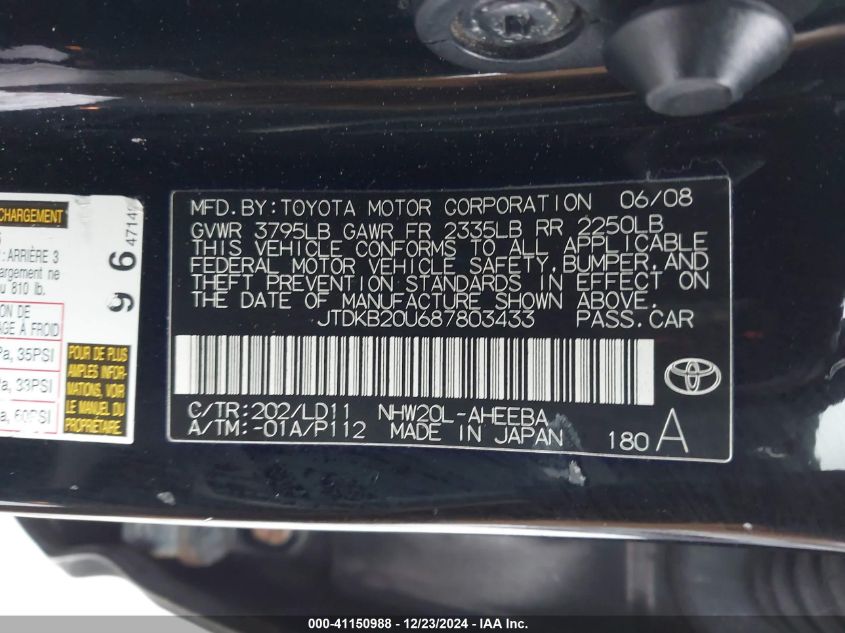 CHARGEMENT
: ARRIÈRE 3
argement ne
u 810 lb.
ON DE
AGE À FROID
Pa, 35PSI
a, 33PSI
a, 60PSI
POUR DE PLUS
AMPLES INFOR-
MATIONS, VOIR
LE MANUEL
DU
96
4714
MFD.BY:TOYOTA MOTOR CORPORATION 06/08
GVWR 3795LB GAWR FR 2335LB RR 2250LB
THIS VEHICLE CONFORMS TO ALL APPLICABLE
FEDERAL MOTOR VEHICLE SAFETY,BUMPER,AND
THEFT PREVENTION STANDARDS IN EFFECT ON
THE DATE OF MANUFACTURE SHOWN ABOVE.
JTDKB20U687803433 PASS.CAR
C/TR:202/LD11 NHW20L-AHEEBA
A/TM:-01A/P112 MADE IN JAPAN 180 A
000-41150988 - 12/23/2024 - IAA, Inc.